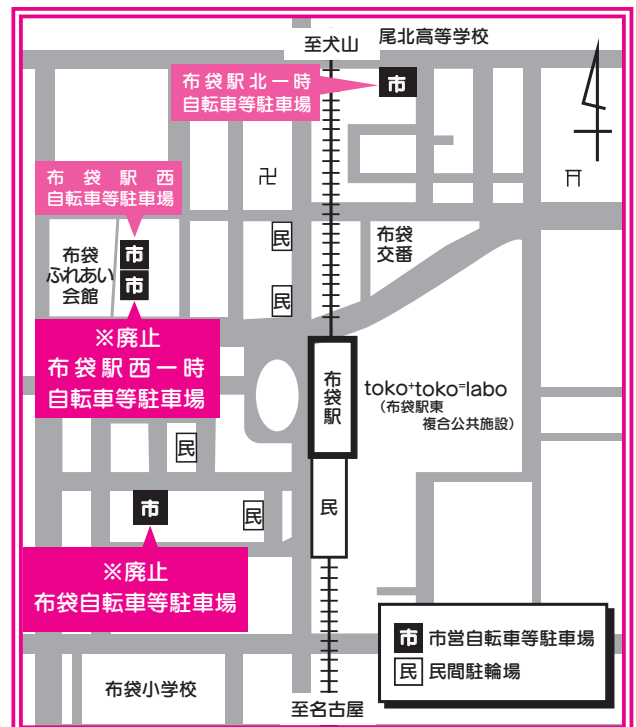 至犬山
尾北高等学校
布袋駅北一時
自転車等駐車場
市
布袋駅西
自転車等駐車場
卍
民
布袋
交番
布袋
ふれあい
会館
市
市
民
※廃止
布袋駅西一時
自転車等駐車場
布袋駅
toko⁺toko⁼labo
(布袋駅東
複合公共施設)
民
市
民
民
※廃止
布袋自転車等駐車場
市 市営自転車等駐車場
民 民間駐輪場
布袋小学校
至名古屋